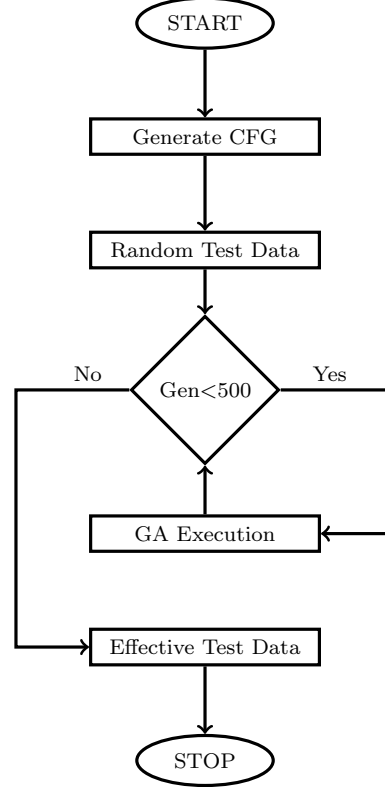 START
Generate CFG
Random Test Data
No
Yes
Gen<500
GA Execution
Effective Test Data
STOP